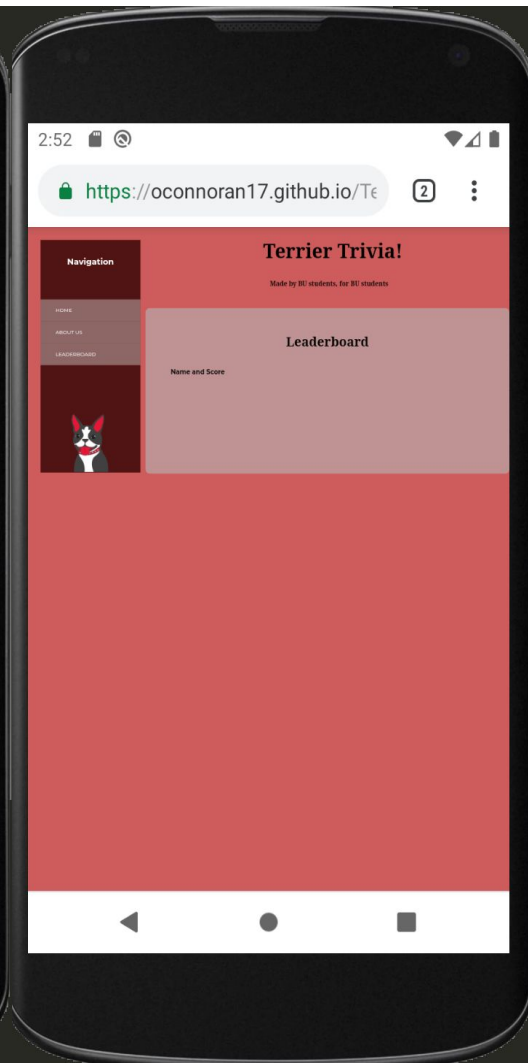 2:52
https://oconnoran17.github.io/Te
2
Terrier Trivia!
Made by BU students, for BU students
Navigation
HOME
ABOUT US
LEADERBOARD
Leaderboard
Name and Score